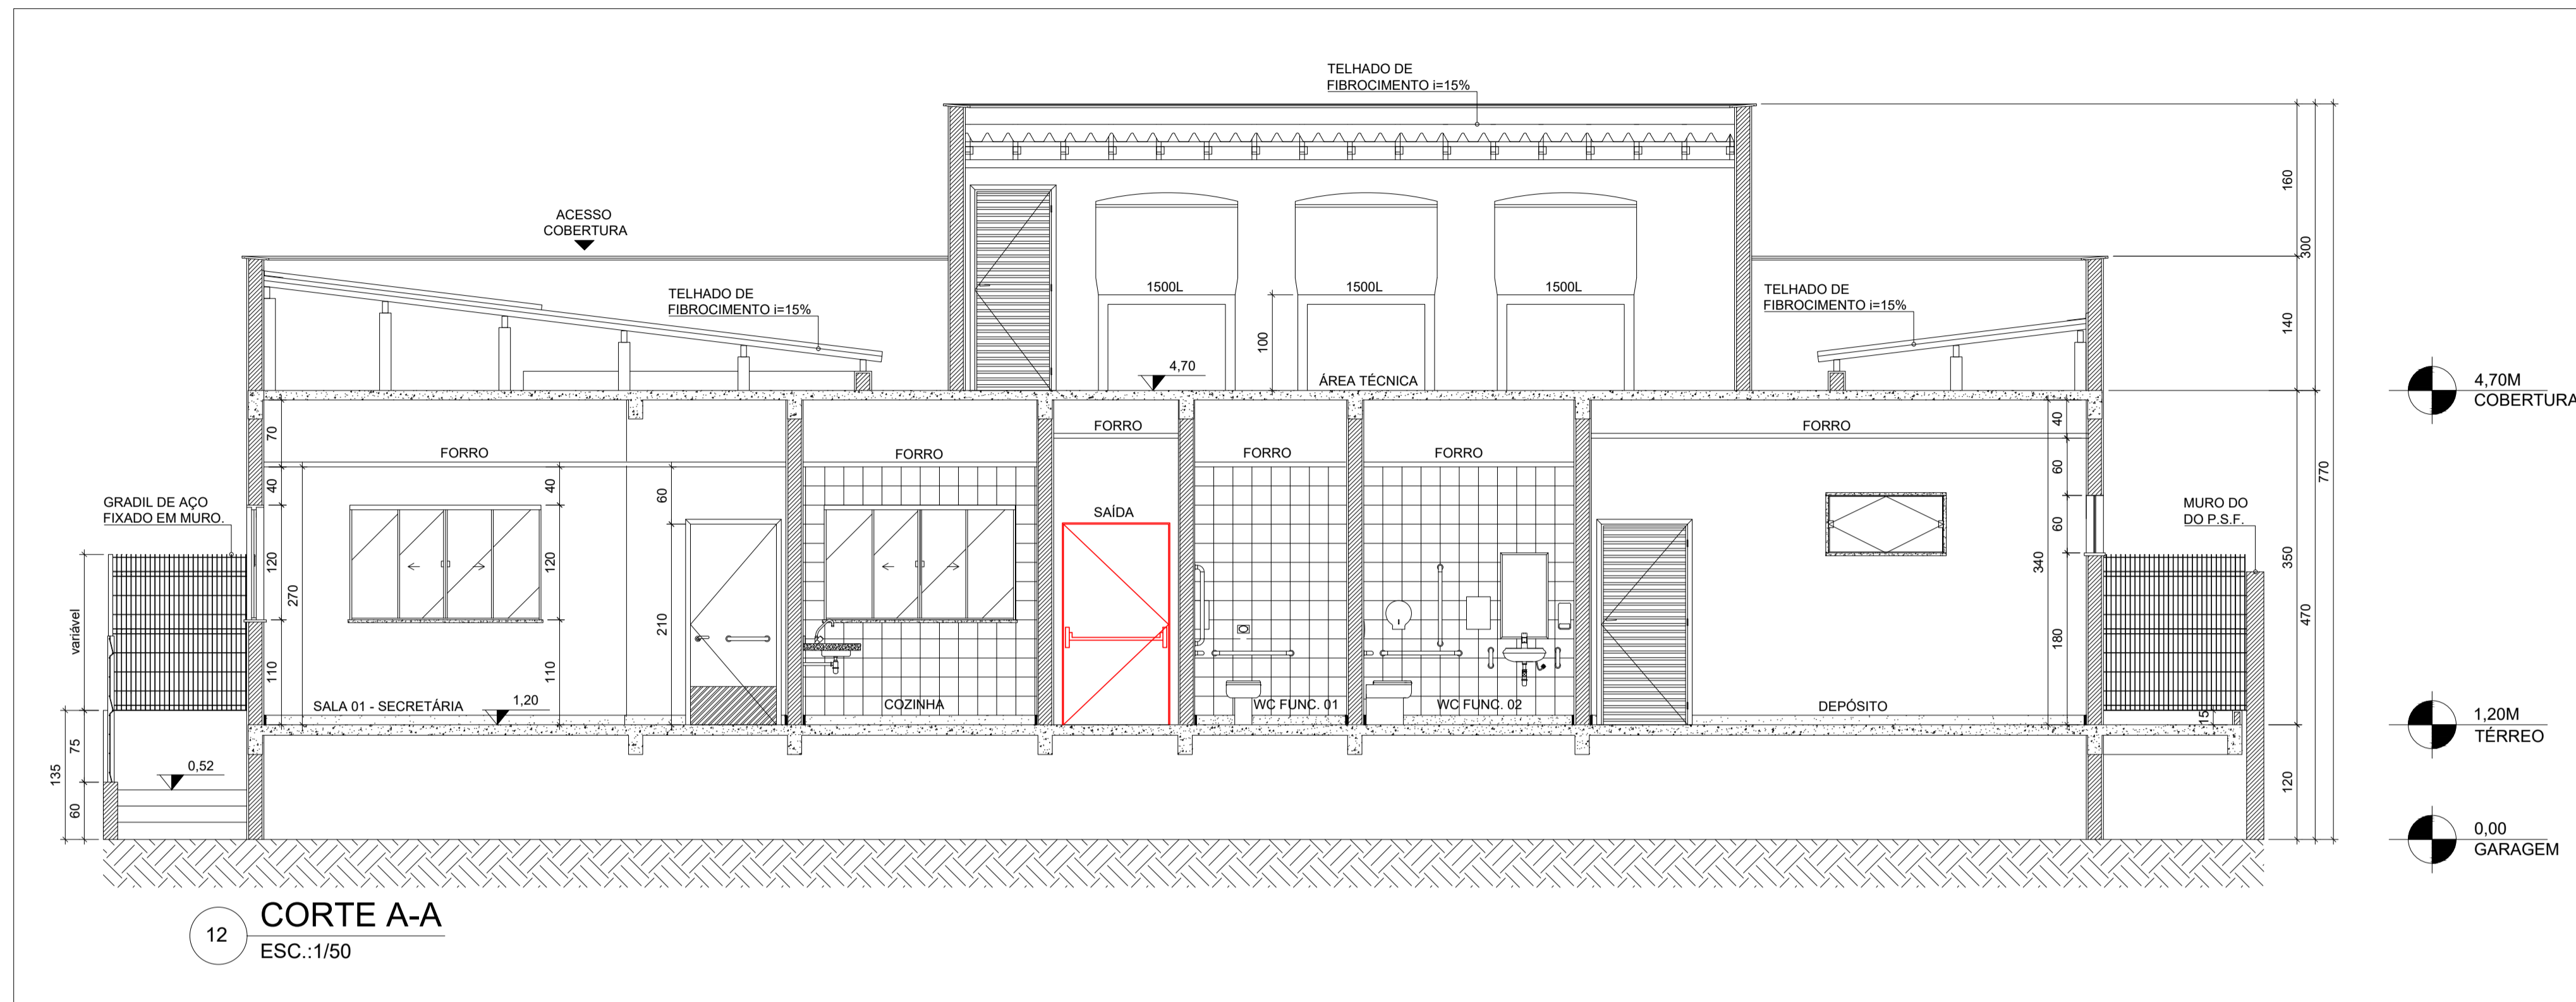 TELHADO DE
FIBROCIMENTO i=15%
160
ACESSO
COBERTURA
300
TELHADO DE
FIBROCIMENTO i=15%
1500L
1500L
1500L
TELHADO DE
FIBROCIMENTO i=15%
140
100
4,70
ÁREA TÉCNICA
4,70M
COBERTURA
70
FORRO
FORRO
40
FORRO
FORRO
FORRO
FORRO
60
770
GRADIL DE AÇO
FIXADO EM MURO.
40
40
60
SAÍDA
MURO DO
DO P.S.F.
60
120
270
120
340
350
variável
210
470
110
110
180
SALA 01 - SECRETÁRIA
1,20
COZINHA
WC FUNC. 01
WC FUNC. 02
DEPÓSITO
15
1,20M
TÉRREO
75
135
0,52
60
120
0,00
GARAGEM
12
CORTE A-A
ESC.:1/50